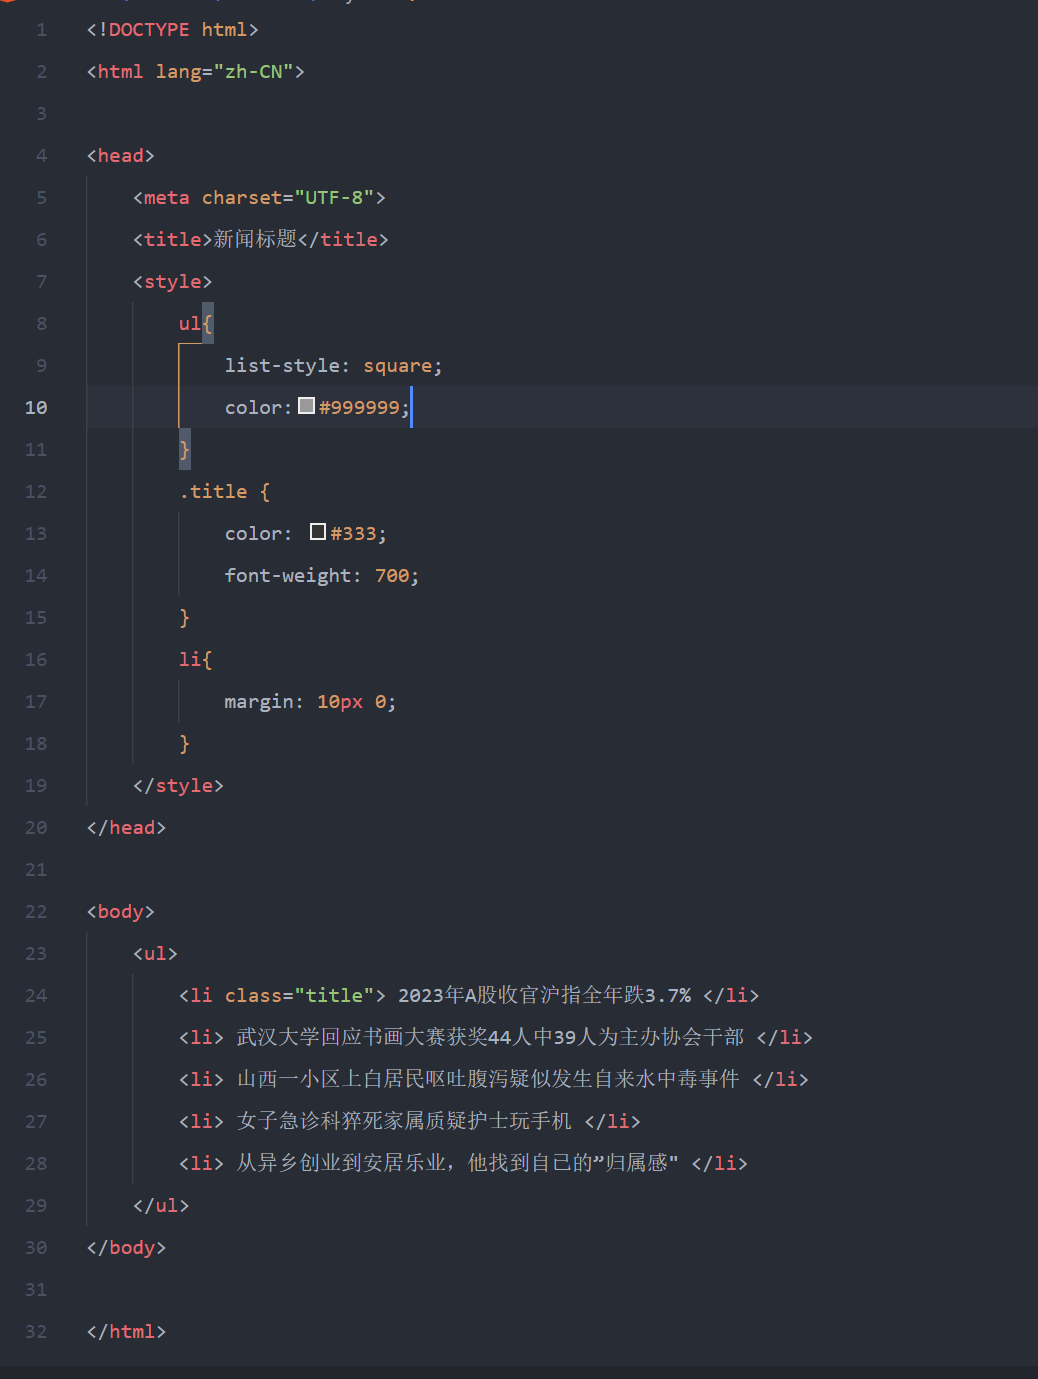 1 <!DOCTYPE html>
2 <html lang="zh-CN">
3
4 <head>
5 <meta charset="UTF-8">
6 <title>新闻标题</title>
7 <style>
8 ul{
9 list-style: square;
10 color: #999999;
11 }
12 .title {
13 color: #333;
14 font-weight: 700;
15 }
16 li{
17 margin: 10px 0;
18 }
19 </style>
20 </head>
21
22 <body>
23 <ul>
24 <li class="title"> 2023年A股收官沪指全年跌3.7% </li>
25 <li> 武汉大学回应书画大赛获奖44人中39人为主办协会干部 </li>
26 <li> 山西一小区上白居民呕吐腹泻疑似发生自来水中毒事件 </li>
27 <li> 女子急诊科猝死家属质疑护士玩手机 </li>
28 <li> 从异乡创业到安居乐业，他找到自己的”归属感" </li>
29 </ul>
30 </body>
31
32 </html>